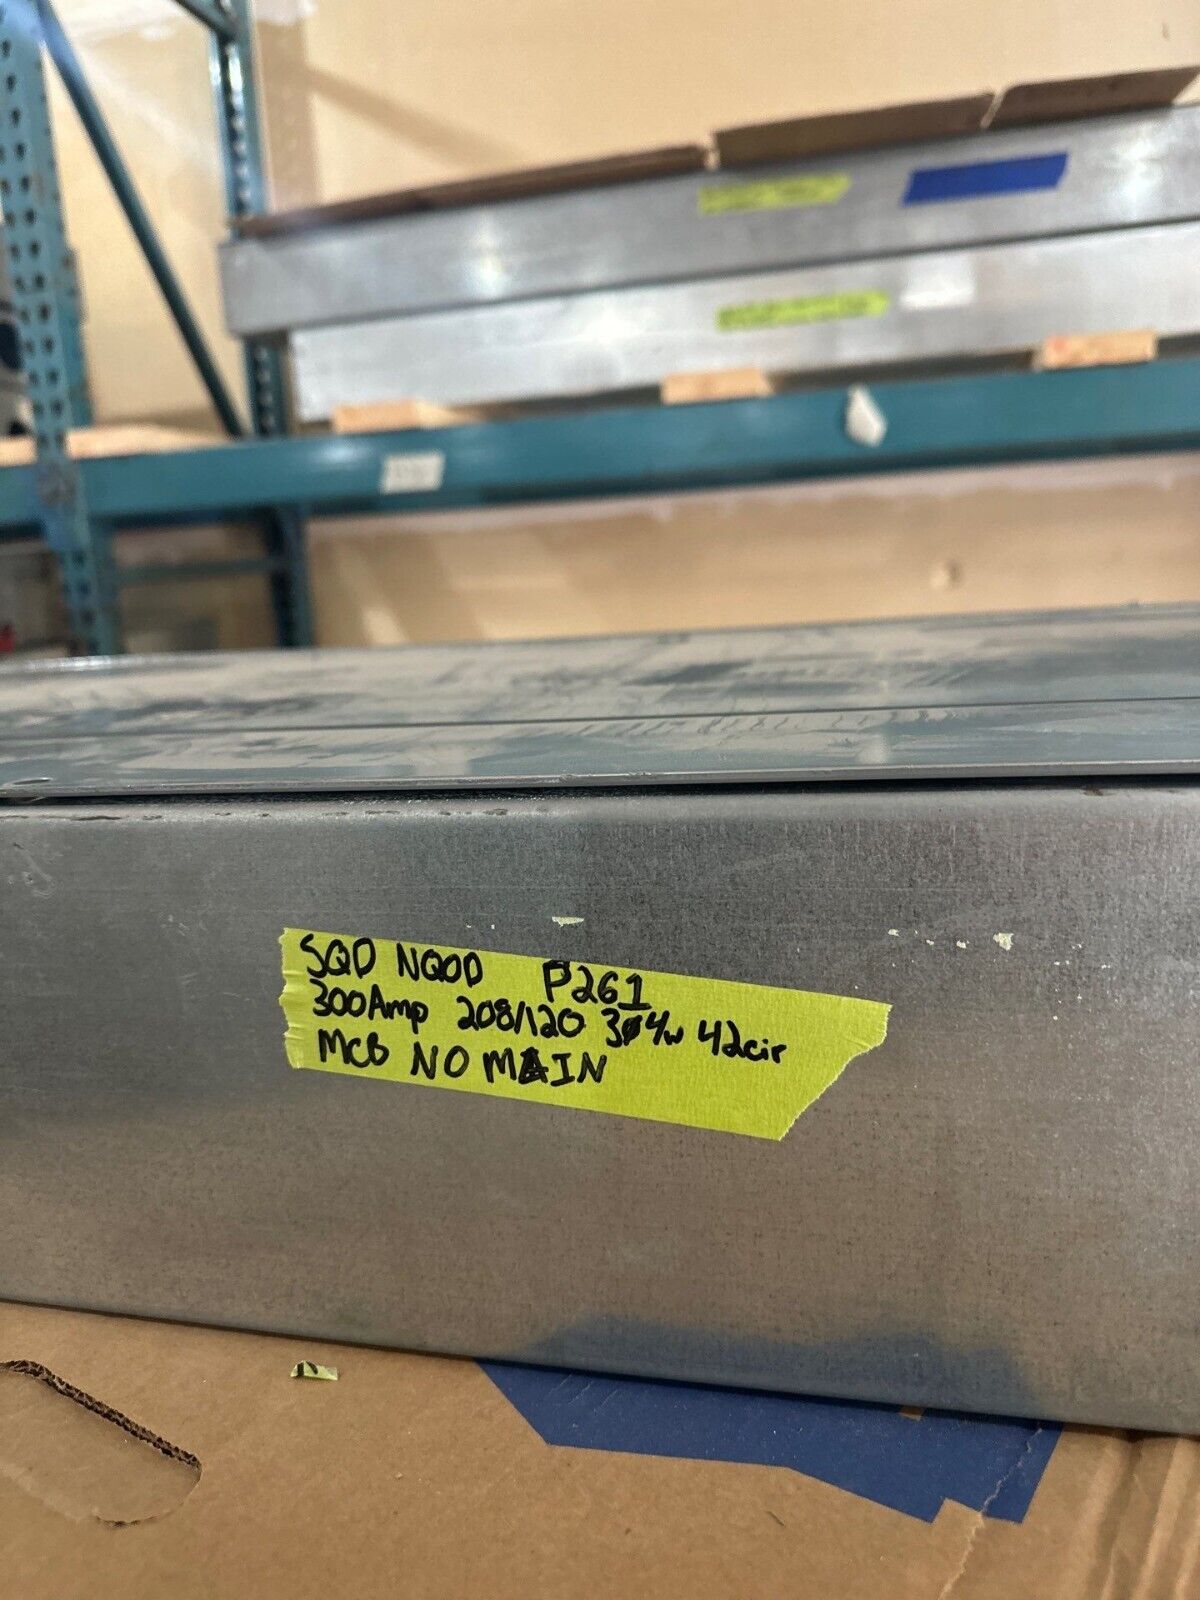 SQD NQOD P261
300Amp 208/120 3ø4w 42cir
MCB NO MAIN